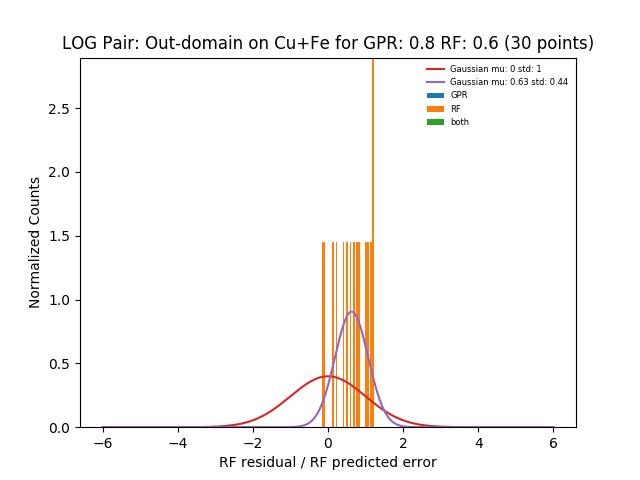 LOG Pair: Out-domain on Cu+Fe for GPR: 0.8 RF: 0.6 (30 points)
Gaussian mu: 0 std: 1
Gaussian mu: 0.63 std: 0.44
GPR
RF
both
Normalized Counts
2.5
2.0
1.5
1.0
0.5
0.0
−6 −4 −2 0 2 4 6
RF residual / RF predicted error